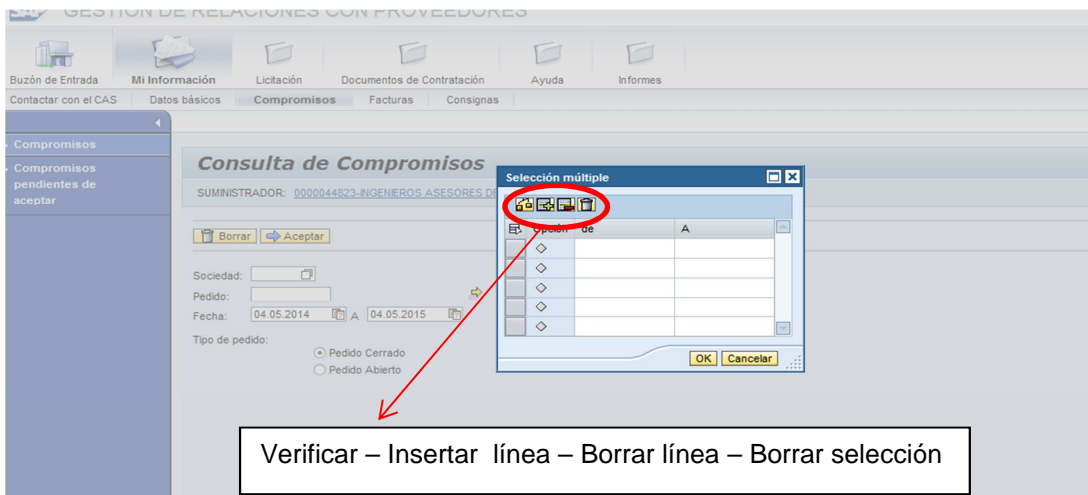 SAP GESTIÓN DE RELACIONES CON PROVEEDORES
Buzón de Entrada Mi Información Licitación Documentos de Contratación Ayuda Informes
Contactar con el CAS Datos básicos Compromisos Facturas Consignas
Compromisos
Compromisos
pendientes de
aceptar
Consulta de Compromisos
SUMINISTRADOR: 0000044823-INGENIEROS ASESORES DE
Borrar Aceptar
Sociedad:
Pedido:
Fecha: 04.05.2014 A 04.05.2015
Tipo de pedido:
Pedido Cerrado
Pedido Abierto
Selección múltiple
Opción de A
OK Cancelar
Verificar – Insertar línea – Borrar línea – Borrar selección